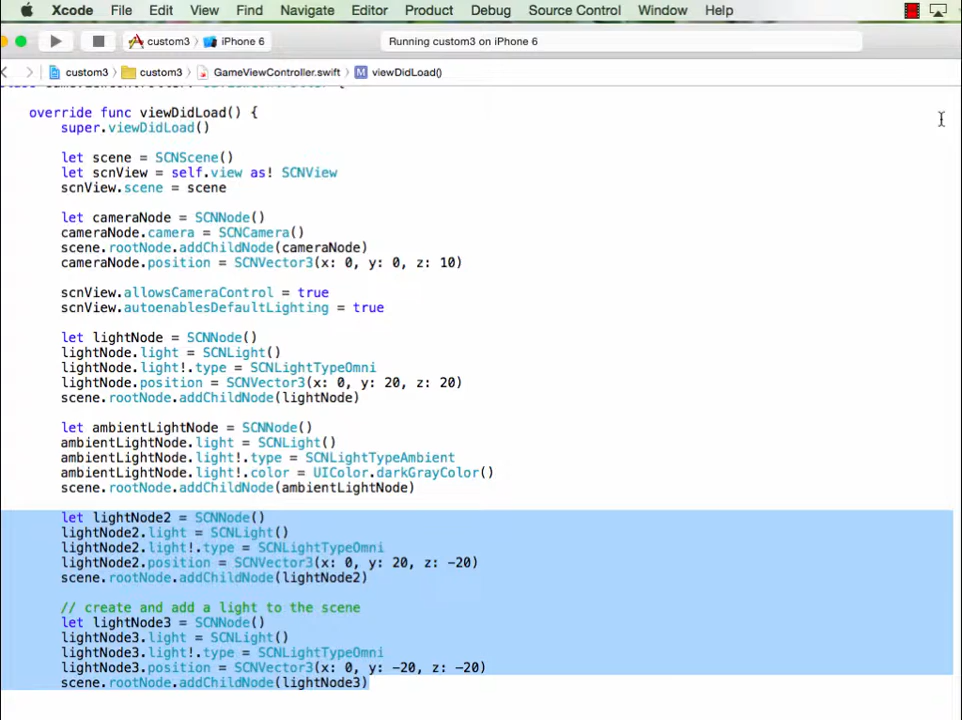 Xcode File Edit View Find Navigate Editor Product Debug Source Control Window Help
custom3 iPhone 6 Running custom3 on iPhone 6
custom3 custom3 GameViewController.swift M viewDidLoad()
override func viewDidLoad() {
super.viewDidLoad()
let scene = SCNScene()
let scnView = self.view as! SCNView
scnView.scene = scene
let cameraNode = SCNNode()
cameraNode.camera = SCNCamera()
scene.rootNode.addChildNode(cameraNode)
cameraNode.position = SCNVector3(x: 0, y: 0, z: 10)
scnView.allowsCameraControl = true
scnView.autoenablesDefaultLighting = true
let lightNode = SCNNode()
lightNode.light = SCNLight()
lightNode.light!.type = SCNLightTypeOmni
lightNode.position = SCNVector3(x: 0, y: 20, z: 20)
scene.rootNode.addChildNode(lightNode)
let ambientLightNode = SCNNode()
ambientLightNode.light = SCNLight()
ambientLightNode.light!.type = SCNLightTypeAmbient
ambientLightNode.light!.color = UIColor.darkGrayColor()
scene.rootNode.addChildNode(ambientLightNode)
let lightNode2 = SCNNode()
lightNode2.light = SCNLight()
lightNode2.light!.type = SCNLightTypeOmni
lightNode2.position = SCNVector3(x: 0, y: 20, z: -20)
scene.rootNode.addChildNode(lightNode2)
// create and add a light to the scene
let lightNode3 = SCNNode()
lightNode3.light = SCNLight()
lightNode3.light!.type = SCNLightTypeOmni
lightNode3.position = SCNVector3(x: 0, y: -20, z: -20)
scene.rootNode.addChildNode(lightNode3)